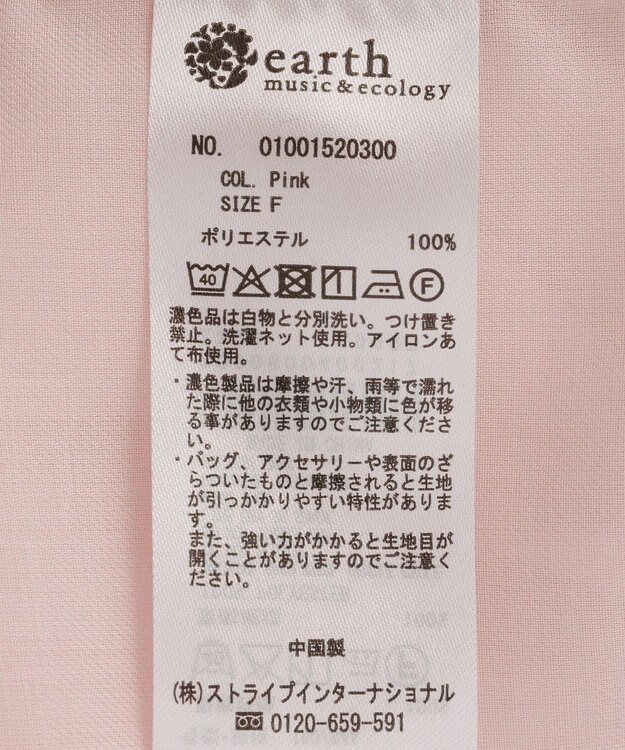 earth
music & ecology
NO. 01001520300
COL. Pink
SIZE F
ポリエステル 100%
40 F
濃色品は白物と分別洗い。つけ置き
禁止。洗濯ネット使用。アイロンあ
て布使用。
・濃色製品は摩擦や汗、雨等で濡れ
た際に他の衣類や小物類に色が移
る事がありますのでご注意くださ
い。
・バッグ、アクセサリーや表面のざ
らついたものと摩擦されると生地
が引っかかりやすい特性がありま
す。
また、強い力がかかると生地目が
開くことがありますのでご注意く
ださい。
中国製
(株)ストライプインターナショナル
0120-659-591